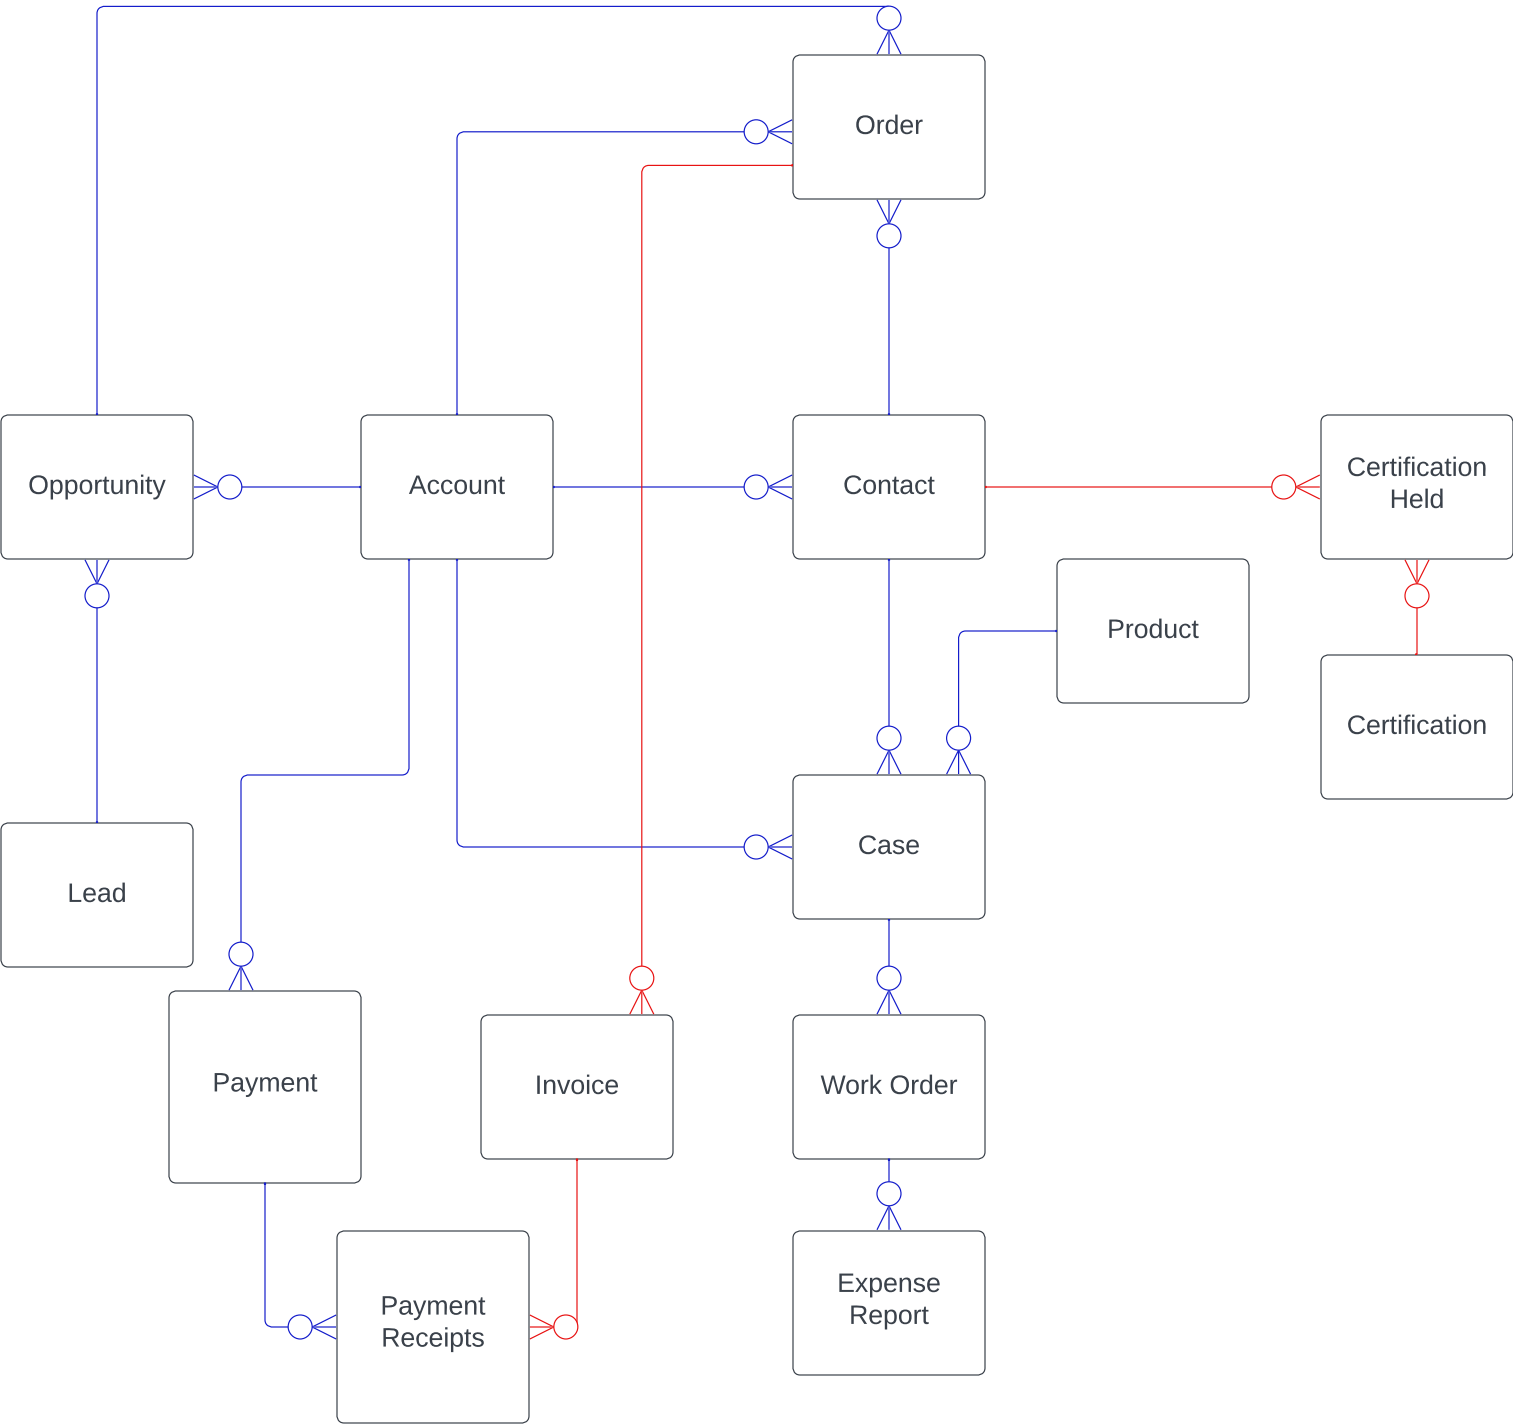 Order
Opportunity
Account
Contact
Certification
Held
Product
Certification
Case
Lead
Payment
Invoice
Work Order
Payment
Receipts
Expense
Report